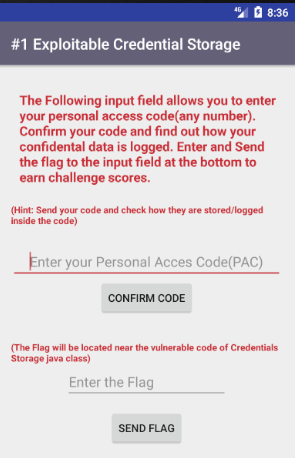 4G 8:36
#1 Exploitable Credential Storage
The Following input field allows you to enter
your personal access code(any number).
Confirm your code and find out how your
confidental data is logged. Enter and Send
the flag to the input field at the bottom to
earn challenge scores.
(Hint: Send your code and check how they are stored/logged
inside the code)
Enter your Personal Acces Code(PAC)
CONFIRM CODE
(The Flag will be located near the vulnerable code of Credentials
Storage java class)
Enter the Flag
SEND FLAG